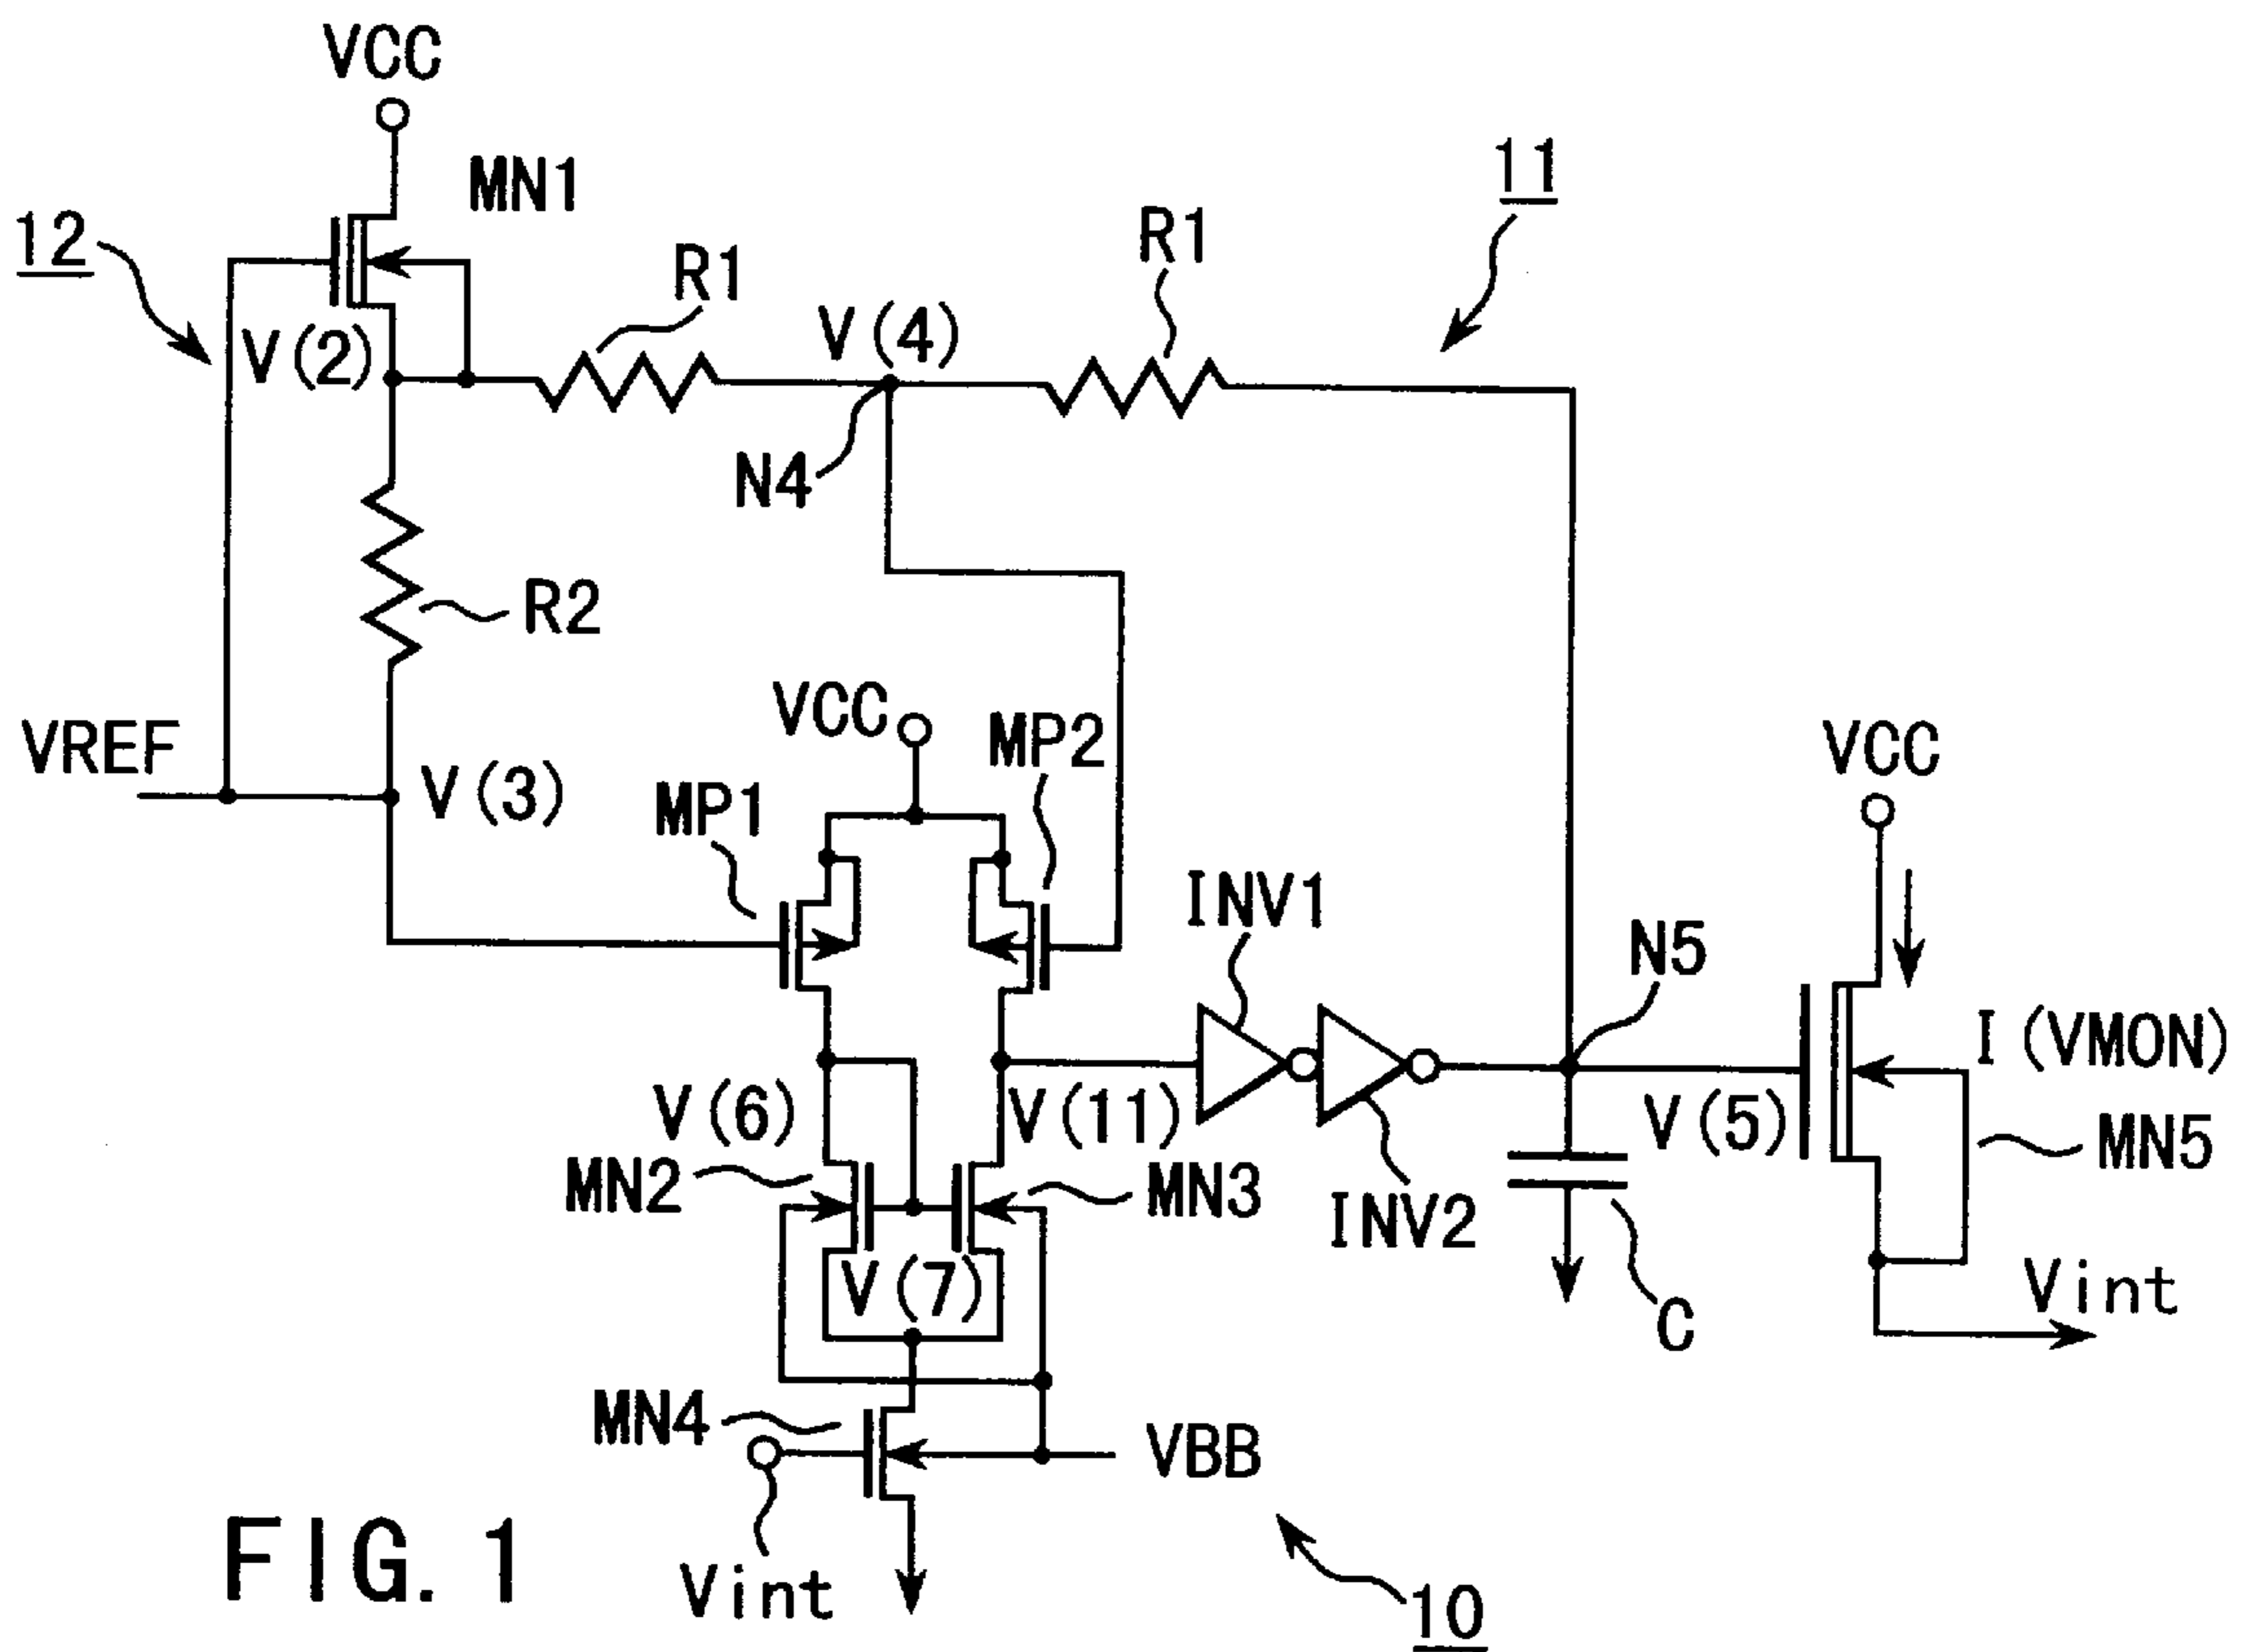 VCC
MN1
11
12
R1
R1
V(2)
V(4)
N4
R2
VCC
MP2
VCC
VREF
V(3)
MP1
INV1
N5
I(VMON)
V(6)
V(11)
V(5)
MN5
MN2
MN3
INV2
V(7)
Vint
C
MN4
VBB
Vint
10
FIG. 1